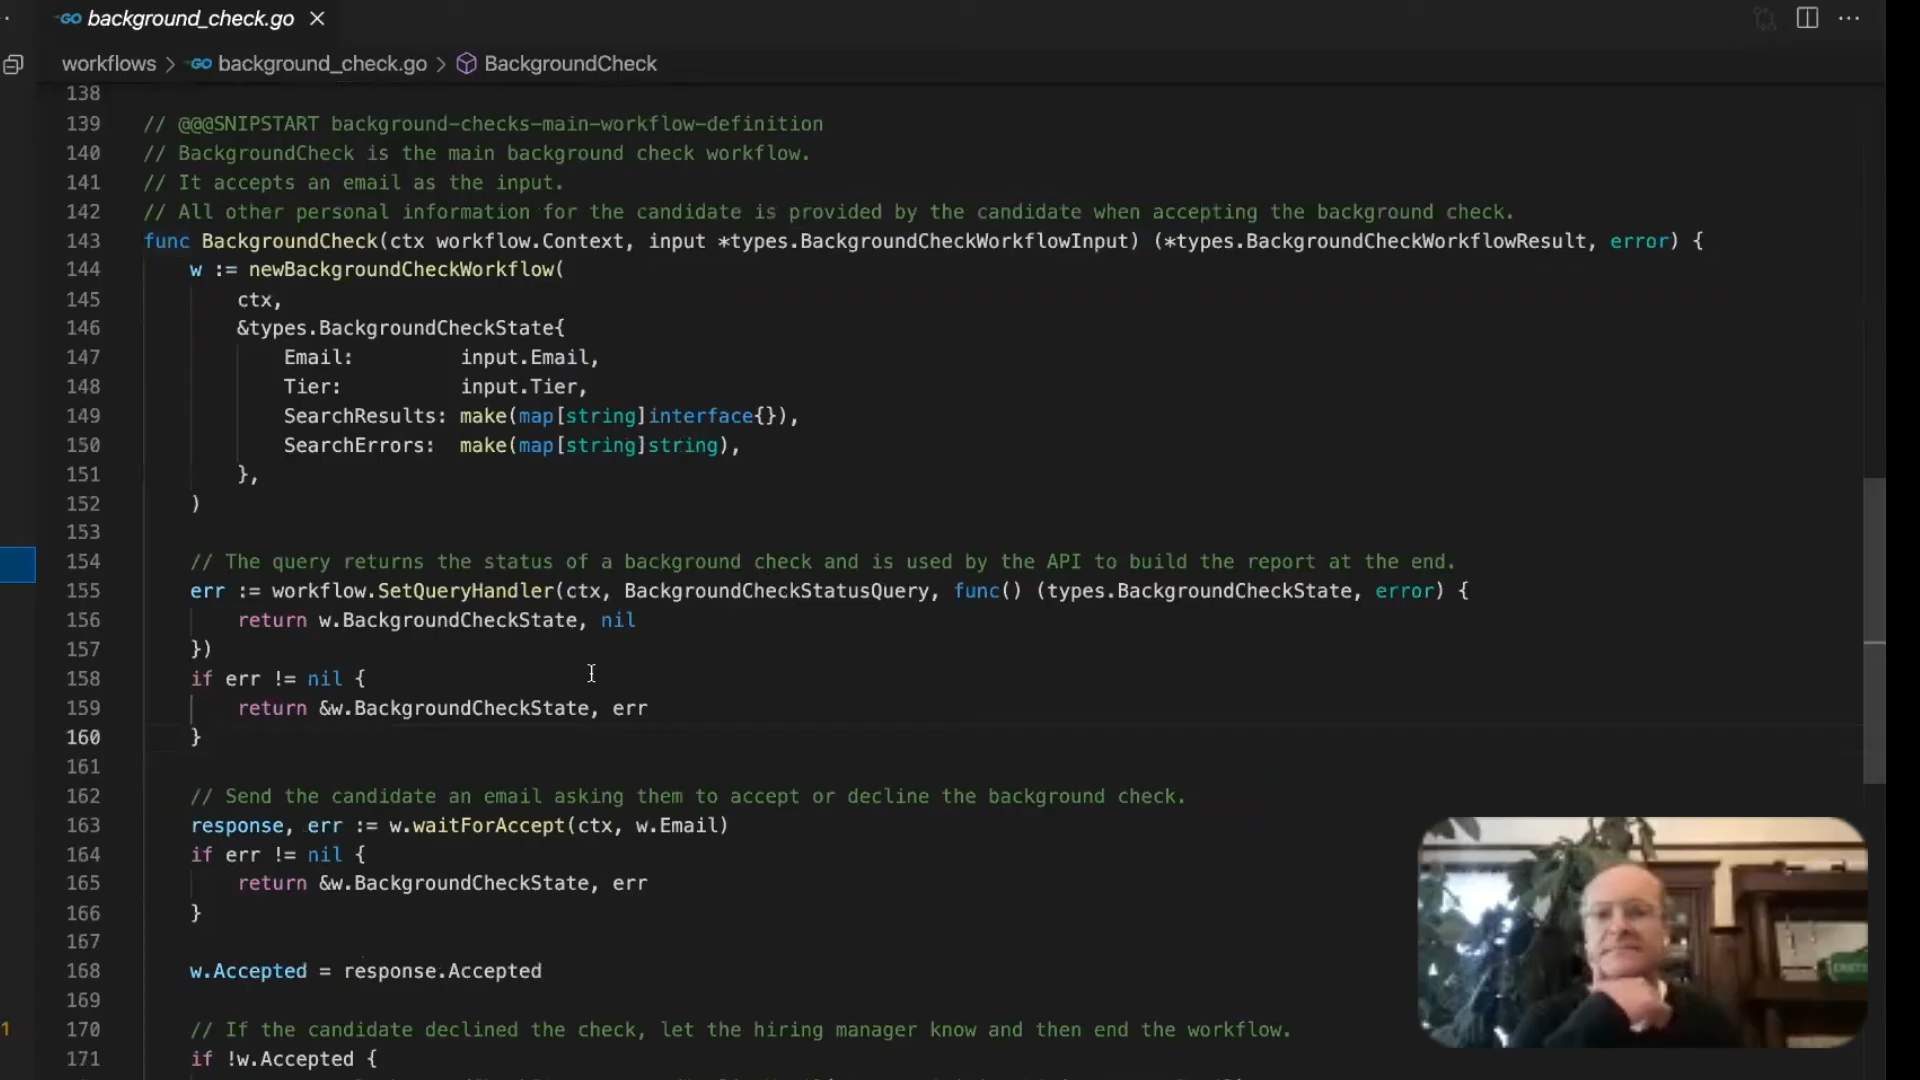 GO background_check.go ×
workflows > GO background_check.go > BackgroundCheck
138
139 // @@@SNIPSTART background-checks-main-workflow-definition
140 // BackgroundCheck is the main background check workflow.
141 // It accepts an email as the input.
142 // All other personal information for the candidate is provided by the candidate when accepting the background check.
143 func BackgroundCheck(ctx workflow.Context, input *types.BackgroundCheckWorkflowInput) (*types.BackgroundCheckWorkflowResult, error) {
144 w := newBackgroundCheckWorkflow(
145 ctx,
146 &types.BackgroundCheckState{
147 Email: input.Email,
148 Tier: input.Tier,
149 SearchResults: make(map[string]interface{}),
150 SearchErrors: make(map[string]string),
151 },
152 )
153
154 // The query returns the status of a background check and is used by the API to build the report at the end.
155 err := workflow.SetQueryHandler(ctx, BackgroundCheckStatusQuery, func() (types.BackgroundCheckState, error) {
156 return w.BackgroundCheckState, nil
157 })
158 if err != nil {
159 return &w.BackgroundCheckState, err
160 }
161
162 // Send the candidate an email asking them to accept or decline the background check.
163 response, err := w.waitForAccept(ctx, w.Email)
164 if err != nil {
165 return &w.BackgroundCheckState, err
166 }
167
168 w.Accepted = response.Accepted
169
1 170 // If the candidate declined the check, let the hiring manager know and then end the workflow.
171 if !w.Accepted {